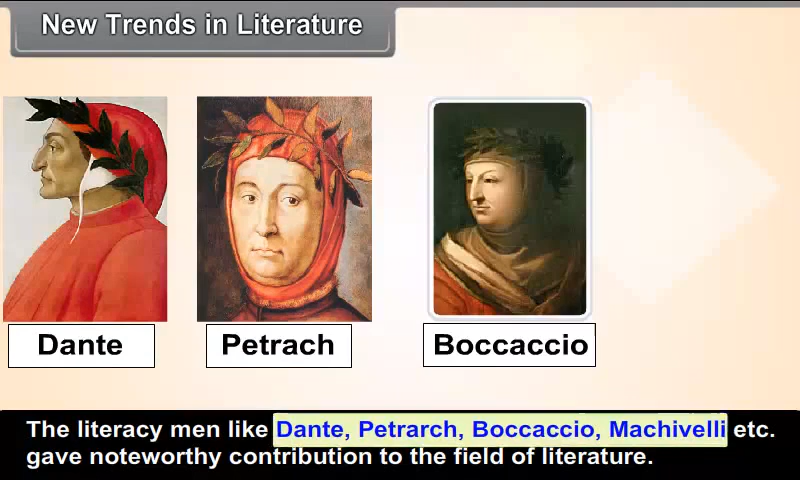 New Trends in Literature
Dante
Petrach
Boccaccio
The literacy men like Dante, Petrarch, Boccaccio, Machivelli etc.
gave noteworthy contribution to the field of literature.